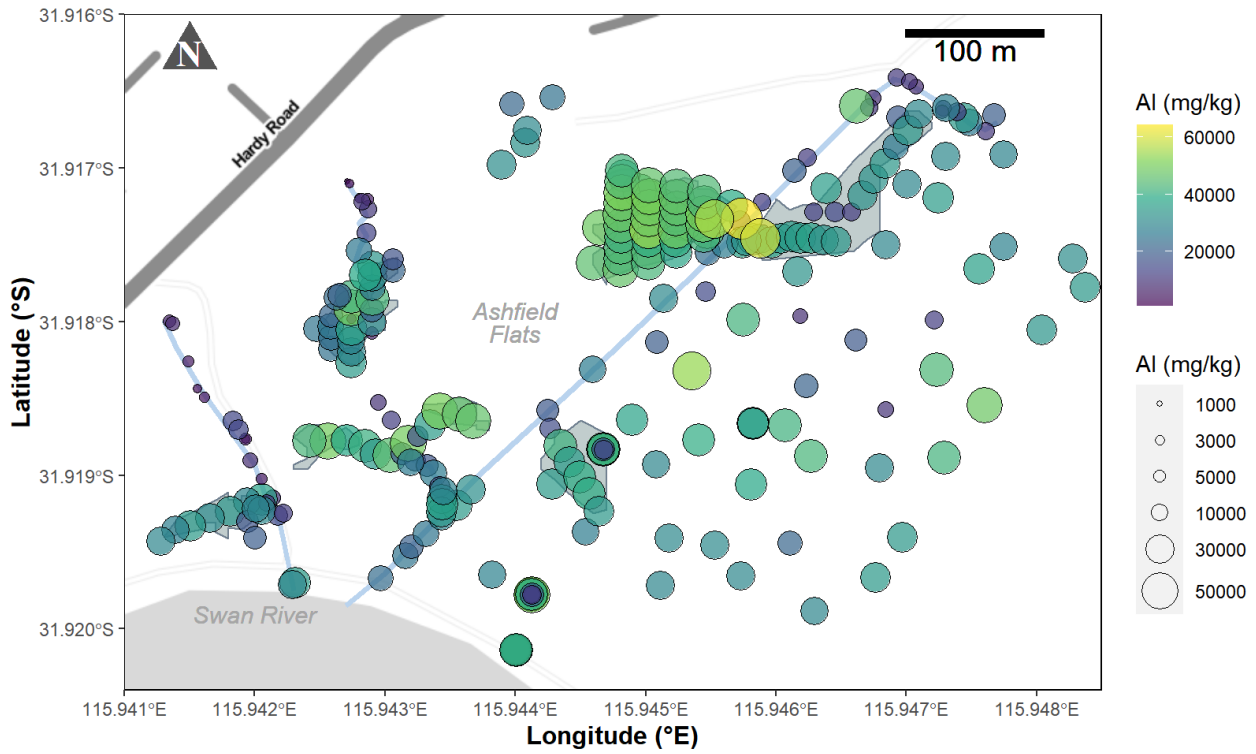 31.916°S
31.917°S
31.918°S
31.919°S
31.920°S
Latitude (°S)
N
100 m
Hardy Road
Ashfield
Flats
Swan River
115.941°E
115.942°E
115.943°E
115.944°E
115.945°E
115.946°E
115.947°E
115.948°E
Longitude (°E)
Al (mg/kg)
60000
40000
20000
Al (mg/kg)
1000
3000
5000
10000
30000
50000